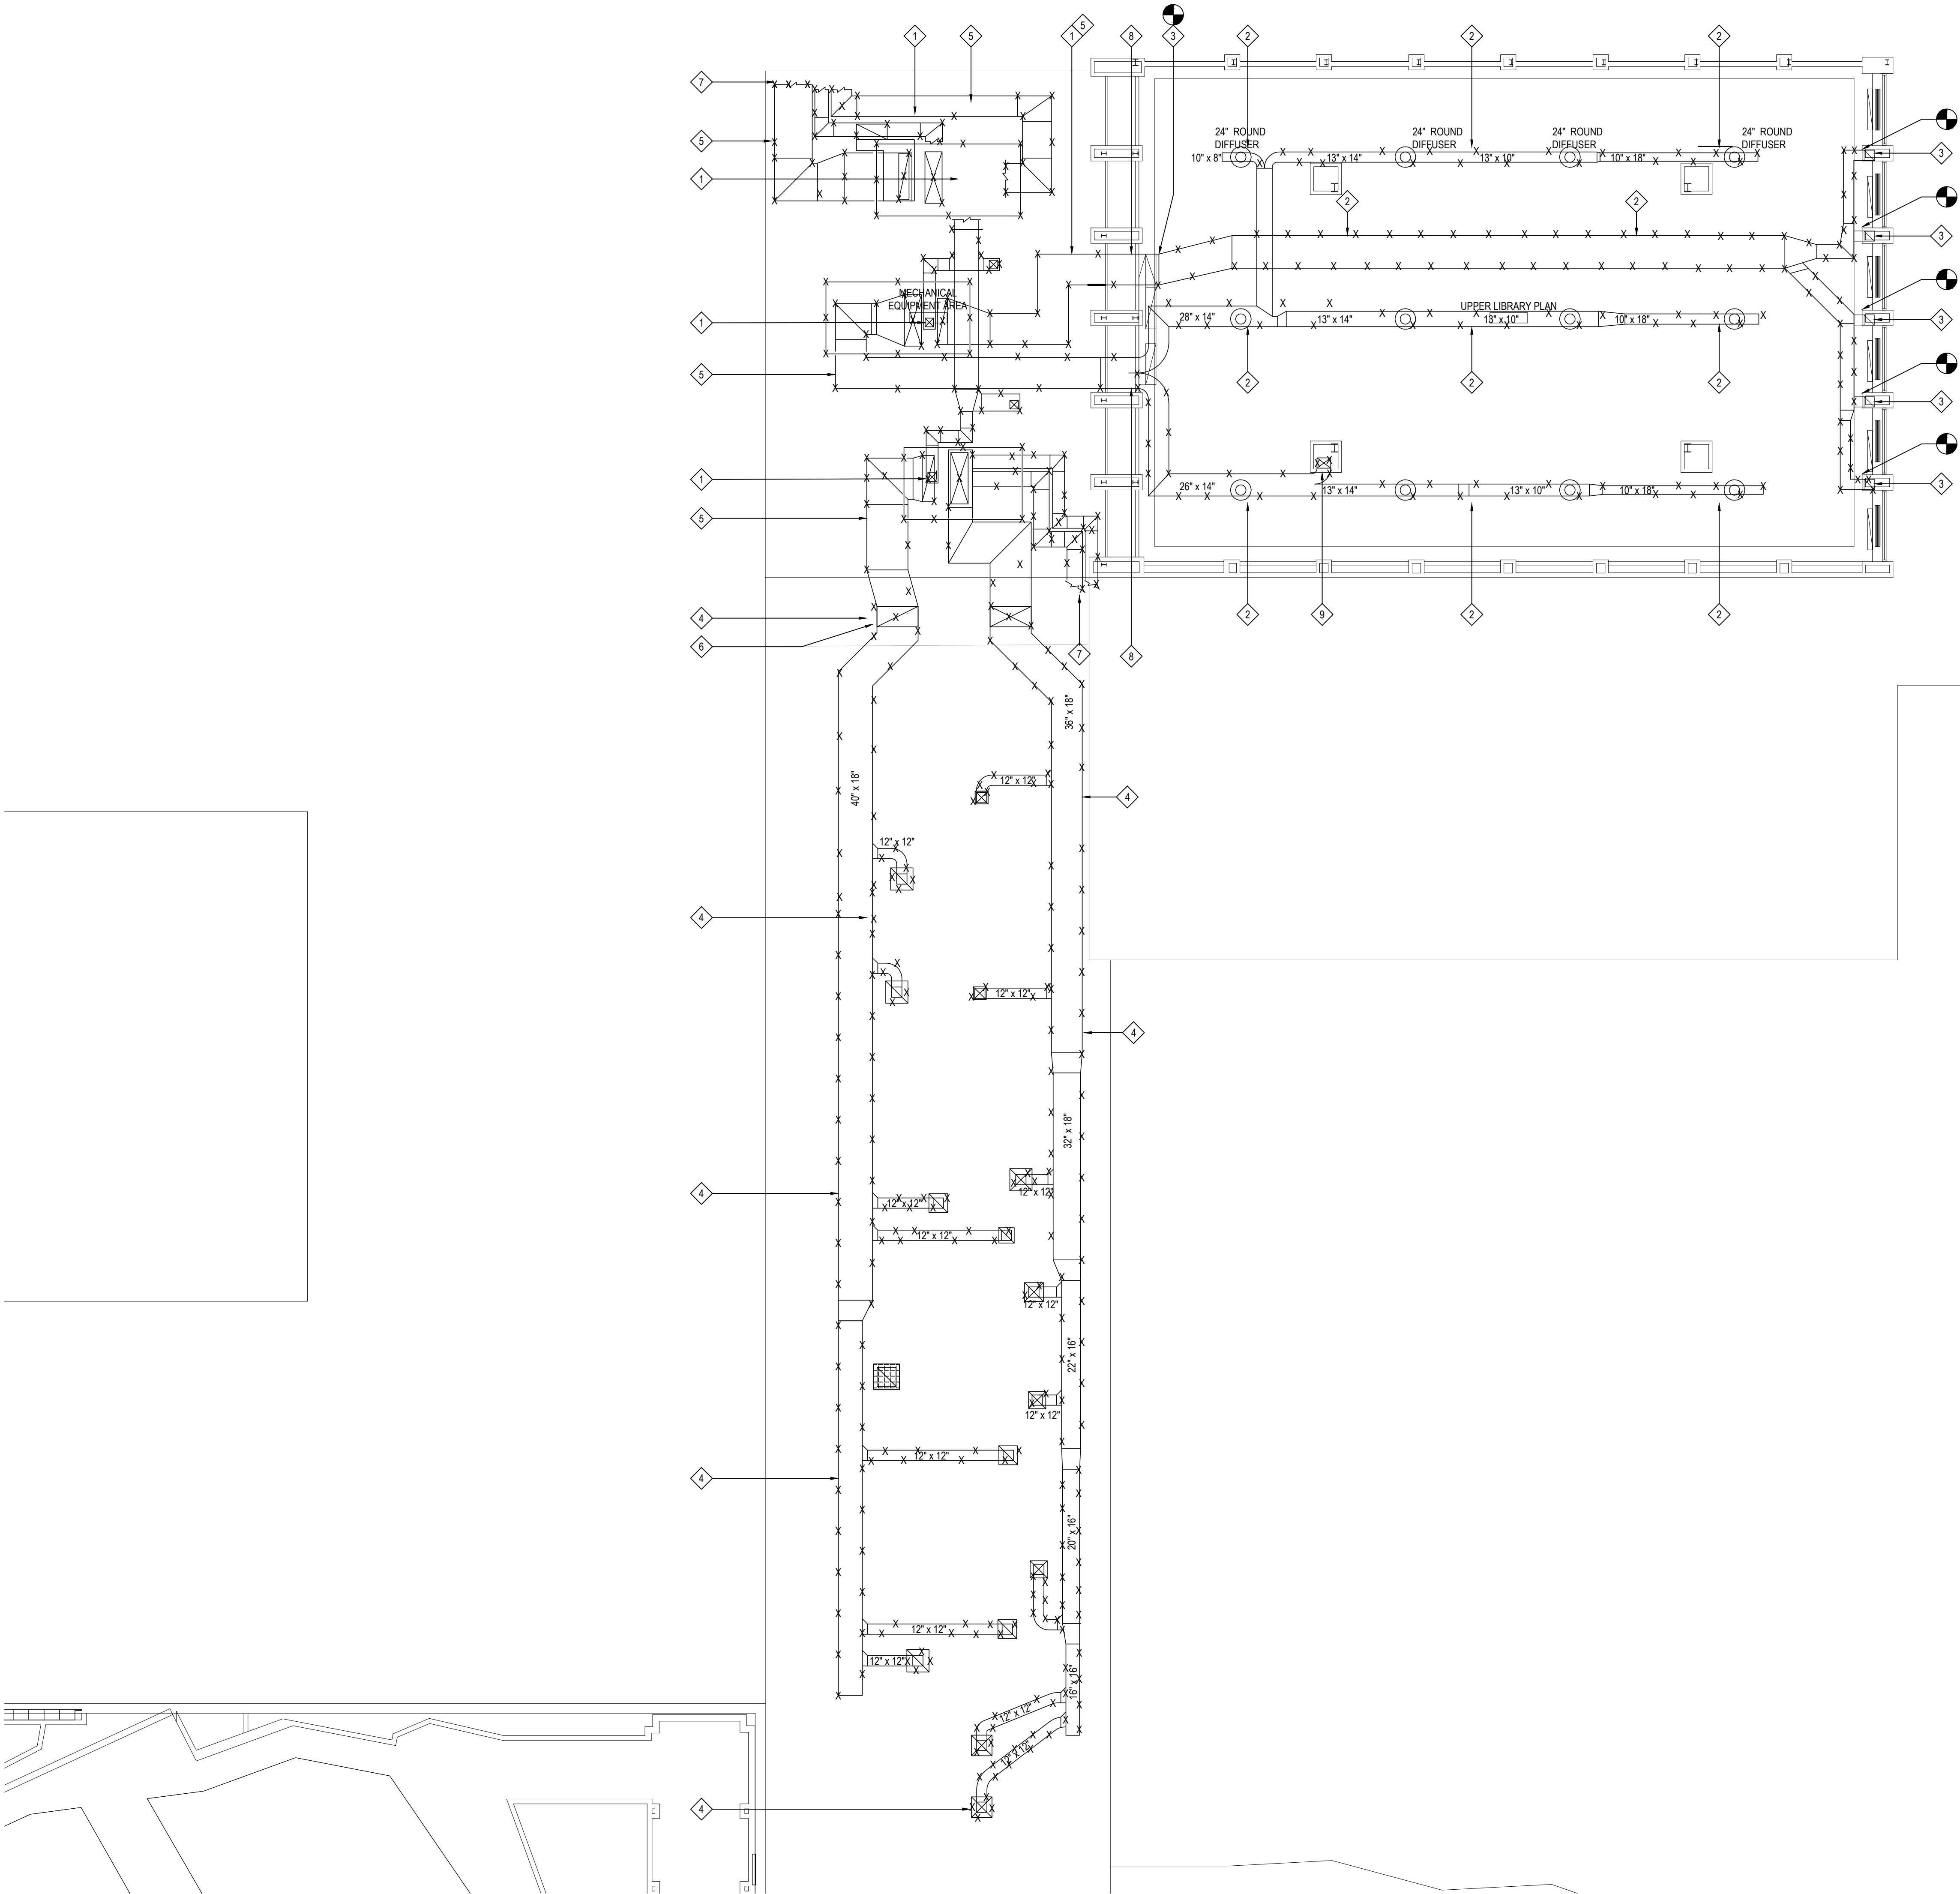 1
5
1
5
8
3
2
2
2
7
24" ROUND
DIFFUSER
24" ROUND
DIFFUSER
24" ROUND
DIFFUSER
24" ROUND
DIFFUSER
5
10" x 8"
13" x 14"
13" x 10"
10" x 18"
3
1
2
2
3
MECHANICAL
EQUIPMENT AREA
UPPER LIBRARY PLAN
1
28" x 14"
13" x 14"
13" x 10"
10" x 18"
3
5
2
2
2
3
1
26" x 14"
13" x 14"
13" x 10"
10" x 18"
3
5
4
2
9
2
2
6
7
8
36" x 18"
40" x 18"
12" x 12"
4
12" x 12"
4
12" x 12"
4
32" x 18"
4
12" x 12"
12" x 12"
12" x 12"
12" x 12"
22" x 16"
12" x 12"
12" x 12"
4
20" x 16"
12" x 12"
12" x 12"
16" x 16"
12" x 12"
12" x 12"
4